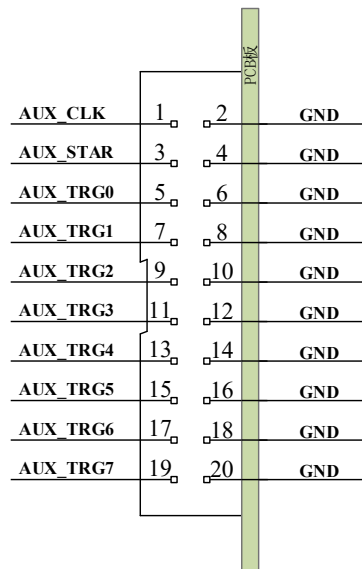 PCB板
AUX_CLK 1 2 GND
AUX_STAR 3 4 GND
AUX_TRG0 5 6 GND
AUX_TRG1 7 8 GND
AUX_TRG2 9 10 GND
AUX_TRG3 11 12 GND
AUX_TRG4 13 14 GND
AUX_TRG5 15 16 GND
AUX_TRG6 17 18 GND
AUX_TRG7 19 20 GND